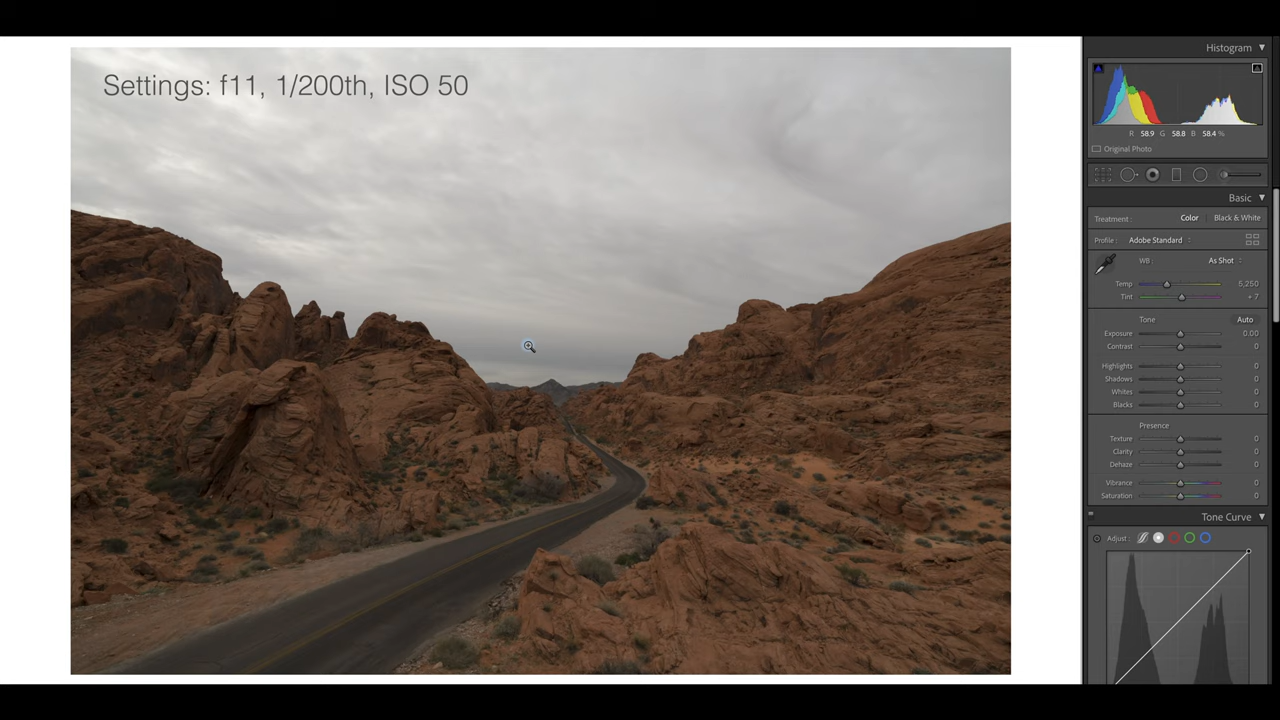 Settings: f11, 1/200th, ISO 50
Histogram
R 58.9 G 58.8 B 58.4 %
Original Photo
Basic
Treatment : Color Black & White
Profile : Adobe Standard
WB : As Shot
Temp 5,250
Tint + 7
Tone Auto
Exposure 0.00
Contrast 0
Highlights 0
Shadows 0
Whites 0
Blacks 0
Presence
Texture 0
Clarity 0
Dehaze 0
Vibrance 0
Saturation 0
Tone Curve
Adjust :